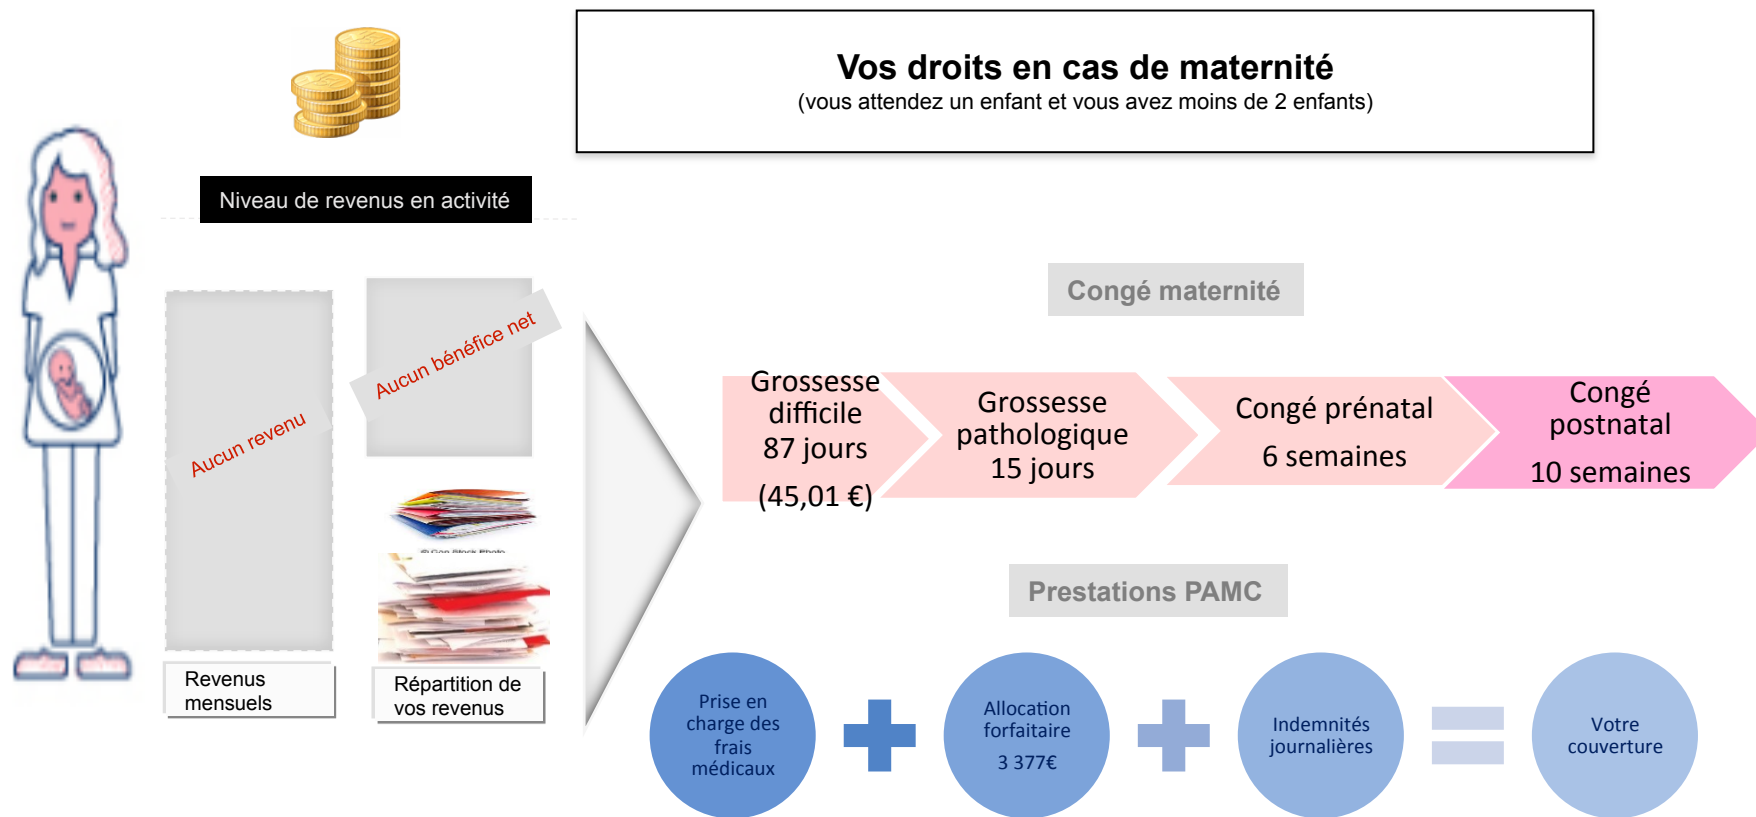 Vos droits en cas de maternité
(vous attendez un enfant et vous avez moins de 2 enfants)
Niveau de revenus en activité
Aucun revenu
Aucun bénéfice net
Revenus
mensuels
Répartition de
vos revenus
Congé maternité
Grossesse
difficile
87 jours
(45,01 €)
Grossesse
pathologique
15 jours
Congé prénatal
6 semaines
Congé
postnatal
10 semaines
Prestations PAMC
Prise en
charge des
frais
médicaux
Allocation
forfaitaire
3 377€
Indemnités
journalières
Votre
couverture